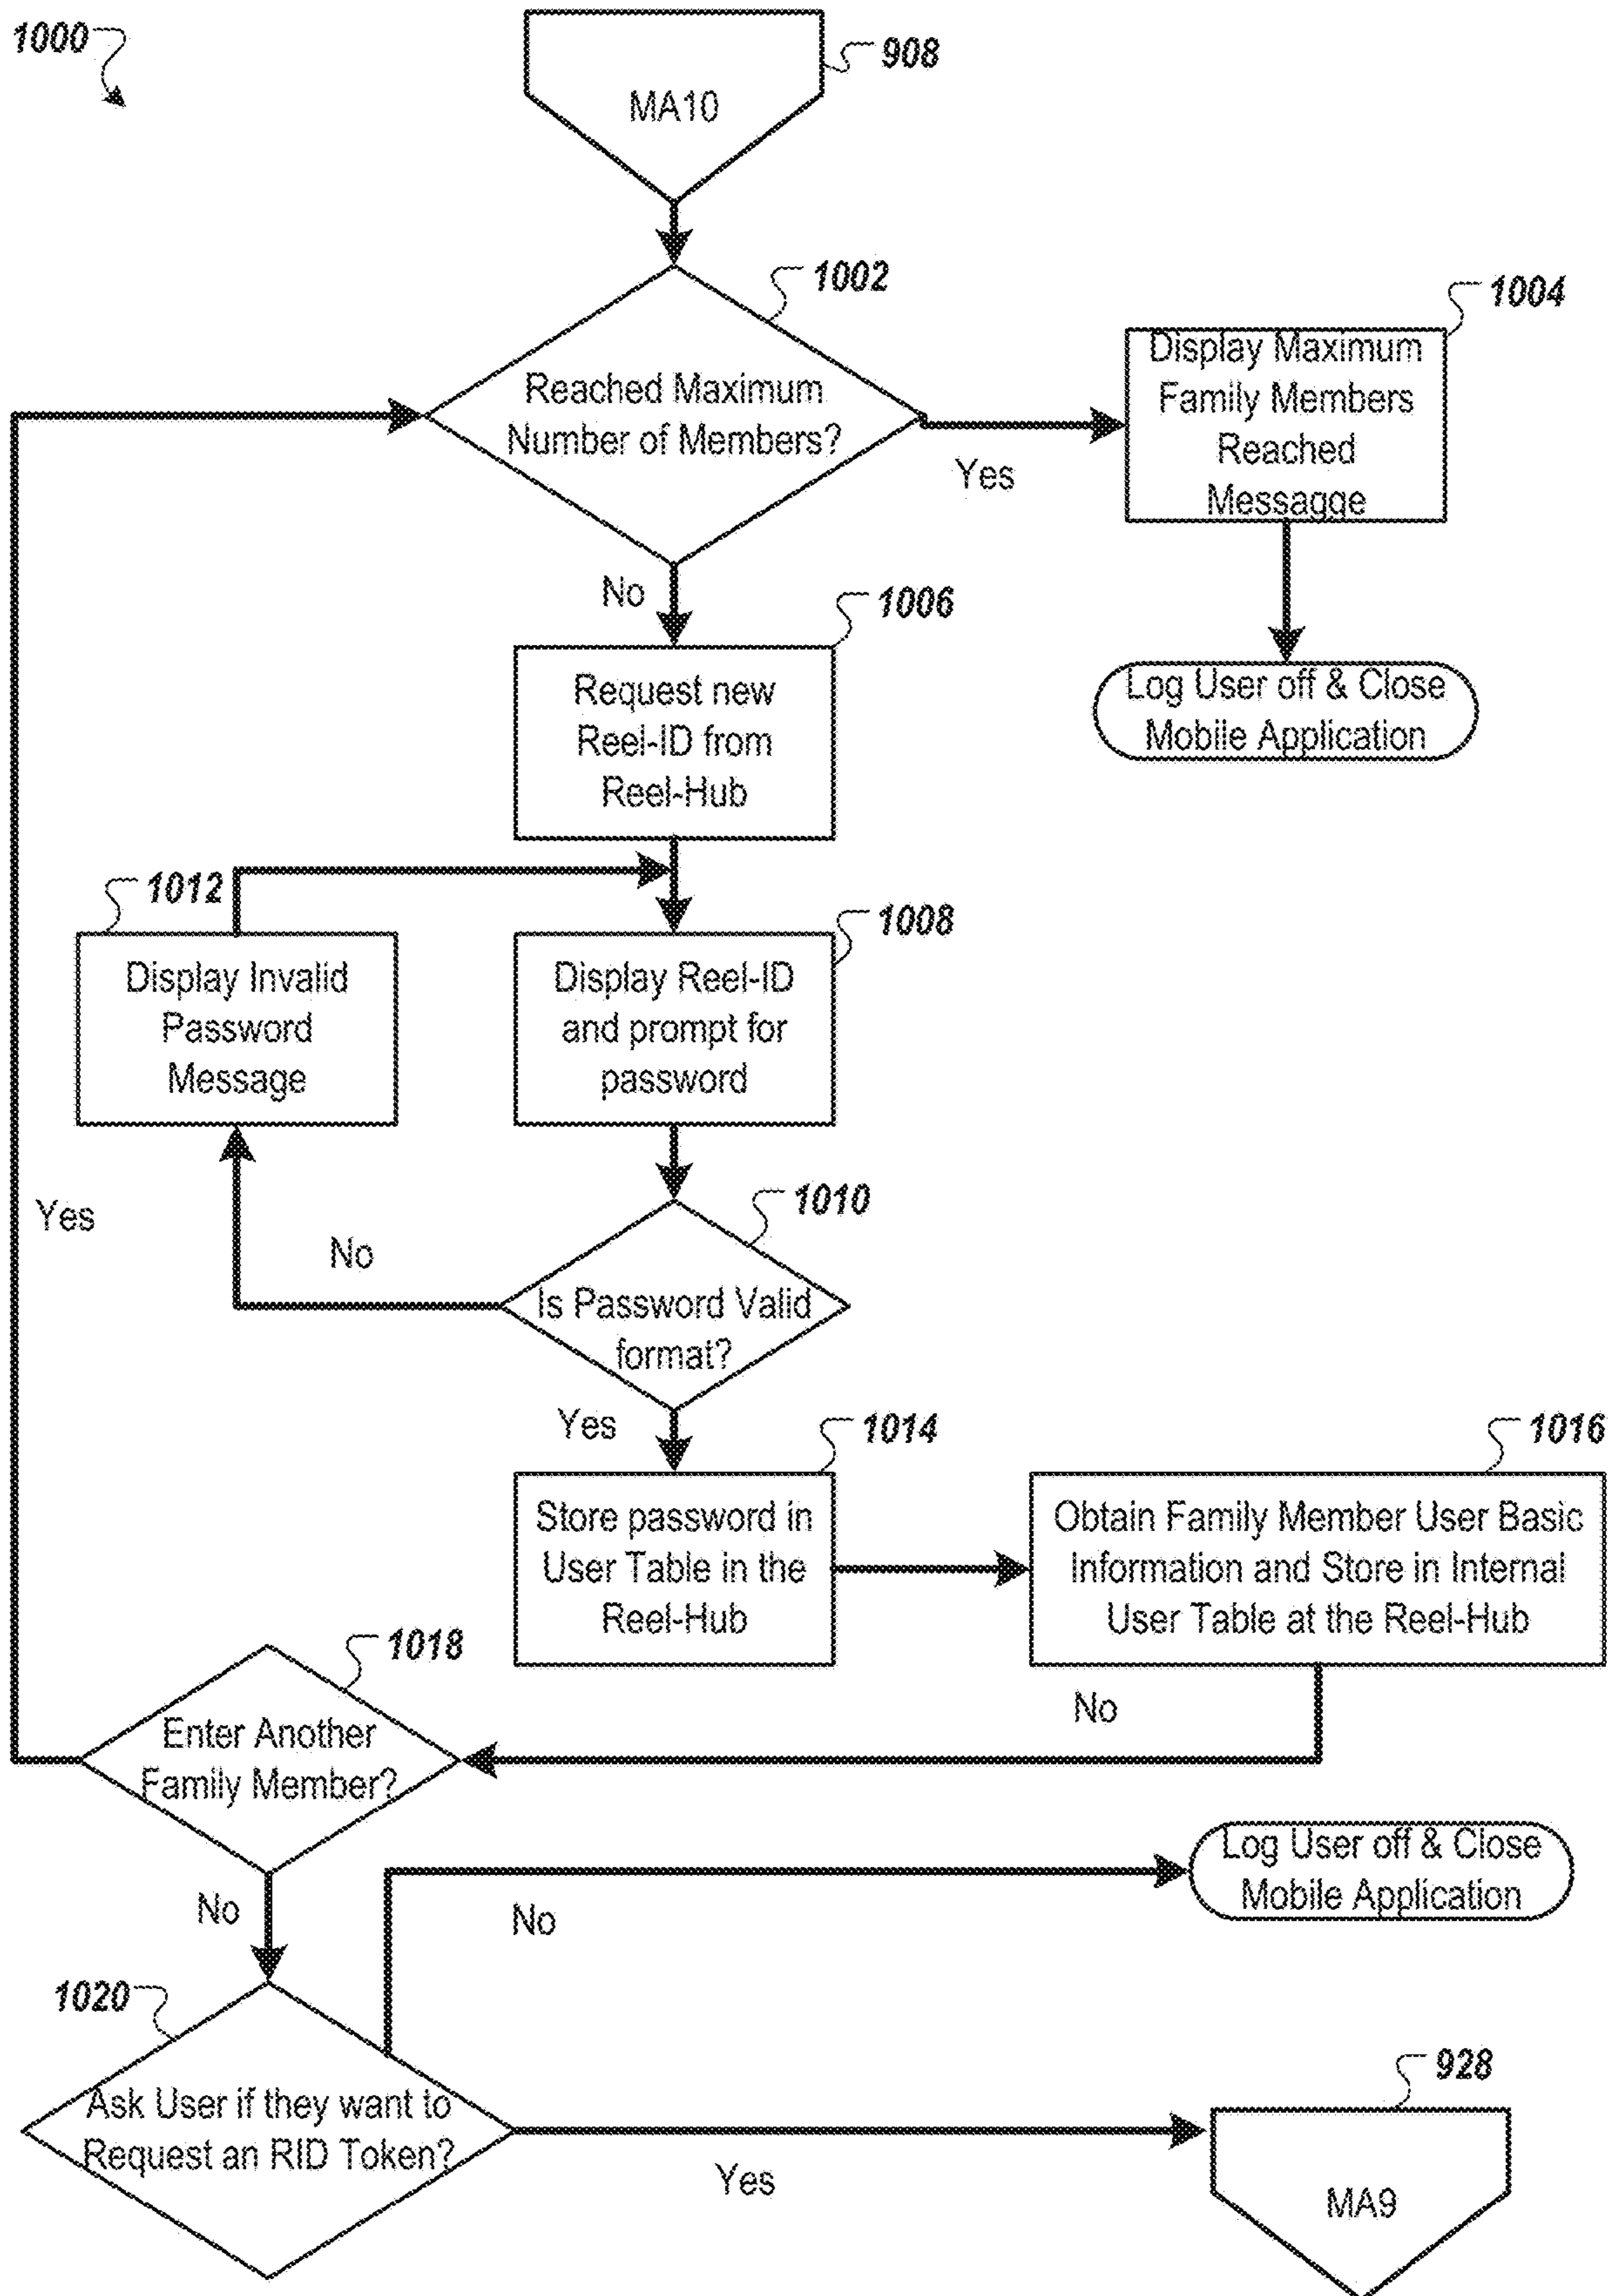 1000
908
MA10
1002
Reached Maximum
Number of Members?
Yes
1004
Display Maximum
Family Members
Reached
Messagge
No
1006
Request new
Reel-ID from
Reel-Hub
Log User off & Close
Mobile Application
1012
Display Invalid
Password
Message
1008
Display Reel-ID
and prompt for
password
Yes
No
1010
Is Password Valid
format?
Yes
1014
Store password in
User Table in the
Reel-Hub
1016
Obtain Family Member User Basic
Information and Store in Internal
User Table at the Reel-Hub
No
1018
Enter Another
Family Member?
No
No
Log User off & Close
Mobile Application
1020
Ask User if they want to
Request an RID Token?
Yes
928
MA9